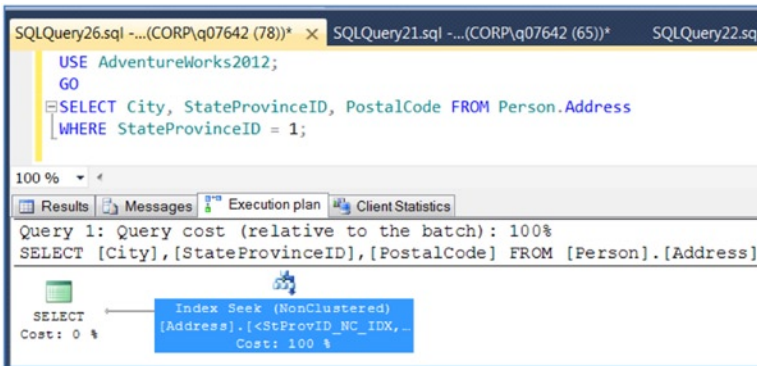 SQLQuery26.sql -...(CORP\q07642 (78))* × SQLQuery21.sql -...(CORP\q07642 (65))* SQLQuery22.sq
USE AdventureWorks2012;
GO
SELECT City, StateProvinceID, PostalCode FROM Person.Address
WHERE StateProvinceID = 1;
100 %
Results Messages Execution plan Client Statistics
Query 1: Query cost (relative to the batch): 100%
SELECT [City],[StateProvinceID],[PostalCode] FROM [Person].[Address]
SELECT
Cost: 0 %
Index Seek (NonClustered)
[Address].[<StProvID_NC_IDX,…
Cost: 100 %